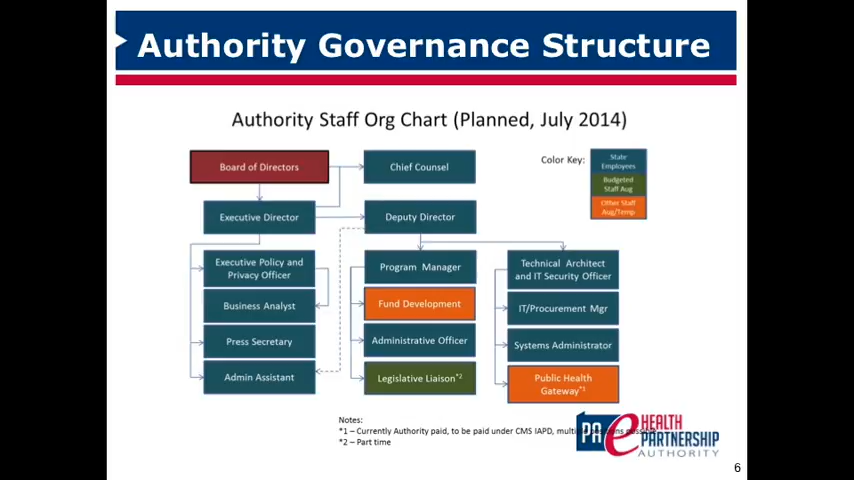 Authority Governance Structure
Authority Staff Org Chart (Planned, July 2014)
Board of Directors
Chief Counsel
Color Key:
State
Employees
Budgeted
Staff Aug
Other Staff
Aug/Temp
Executive Director
Deputy Director
Executive Policy and
Privacy Officer
Program Manager
Technical Architect
and IT Security Officer
Business Analyst
Fund Development
IT/Procurement Mgr
Press Secretary
Administrative Officer
Systems Administrator
Admin Assistant
Legislative Liaison*2
Public Health
Gateway*1
Notes:
*1 – Currently Authority paid, to be paid under CMS IAPD, multiple positions possible
*2 – Part time
PA e HEALTH
PARTNERSHIP
AUTHORITY
6